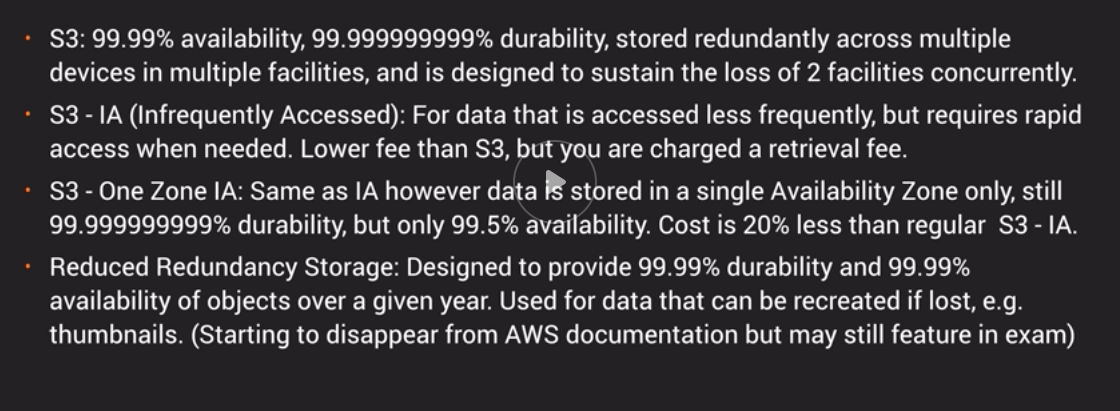 • S3: 99.99% availability, 99.999999999% durability, stored redundantly across multiple
devices in multiple facilities, and is designed to sustain the loss of 2 facilities concurrently.
• S3 - IA (Infrequently Accessed): For data that is accessed less frequently, but requires rapid
access when needed. Lower fee than S3, but you are charged a retrieval fee.
• S3 - One Zone IA: Same as IA however data is stored in a single Availability Zone only, still
99.999999999% durability, but only 99.5% availability. Cost is 20% less than regular S3 - IA.
• Reduced Redundancy Storage: Designed to provide 99.99% durability and 99.99%
availability of objects over a given year. Used for data that can be recreated if lost, e.g.
thumbnails. (Starting to disappear from AWS documentation but may still feature in exam)